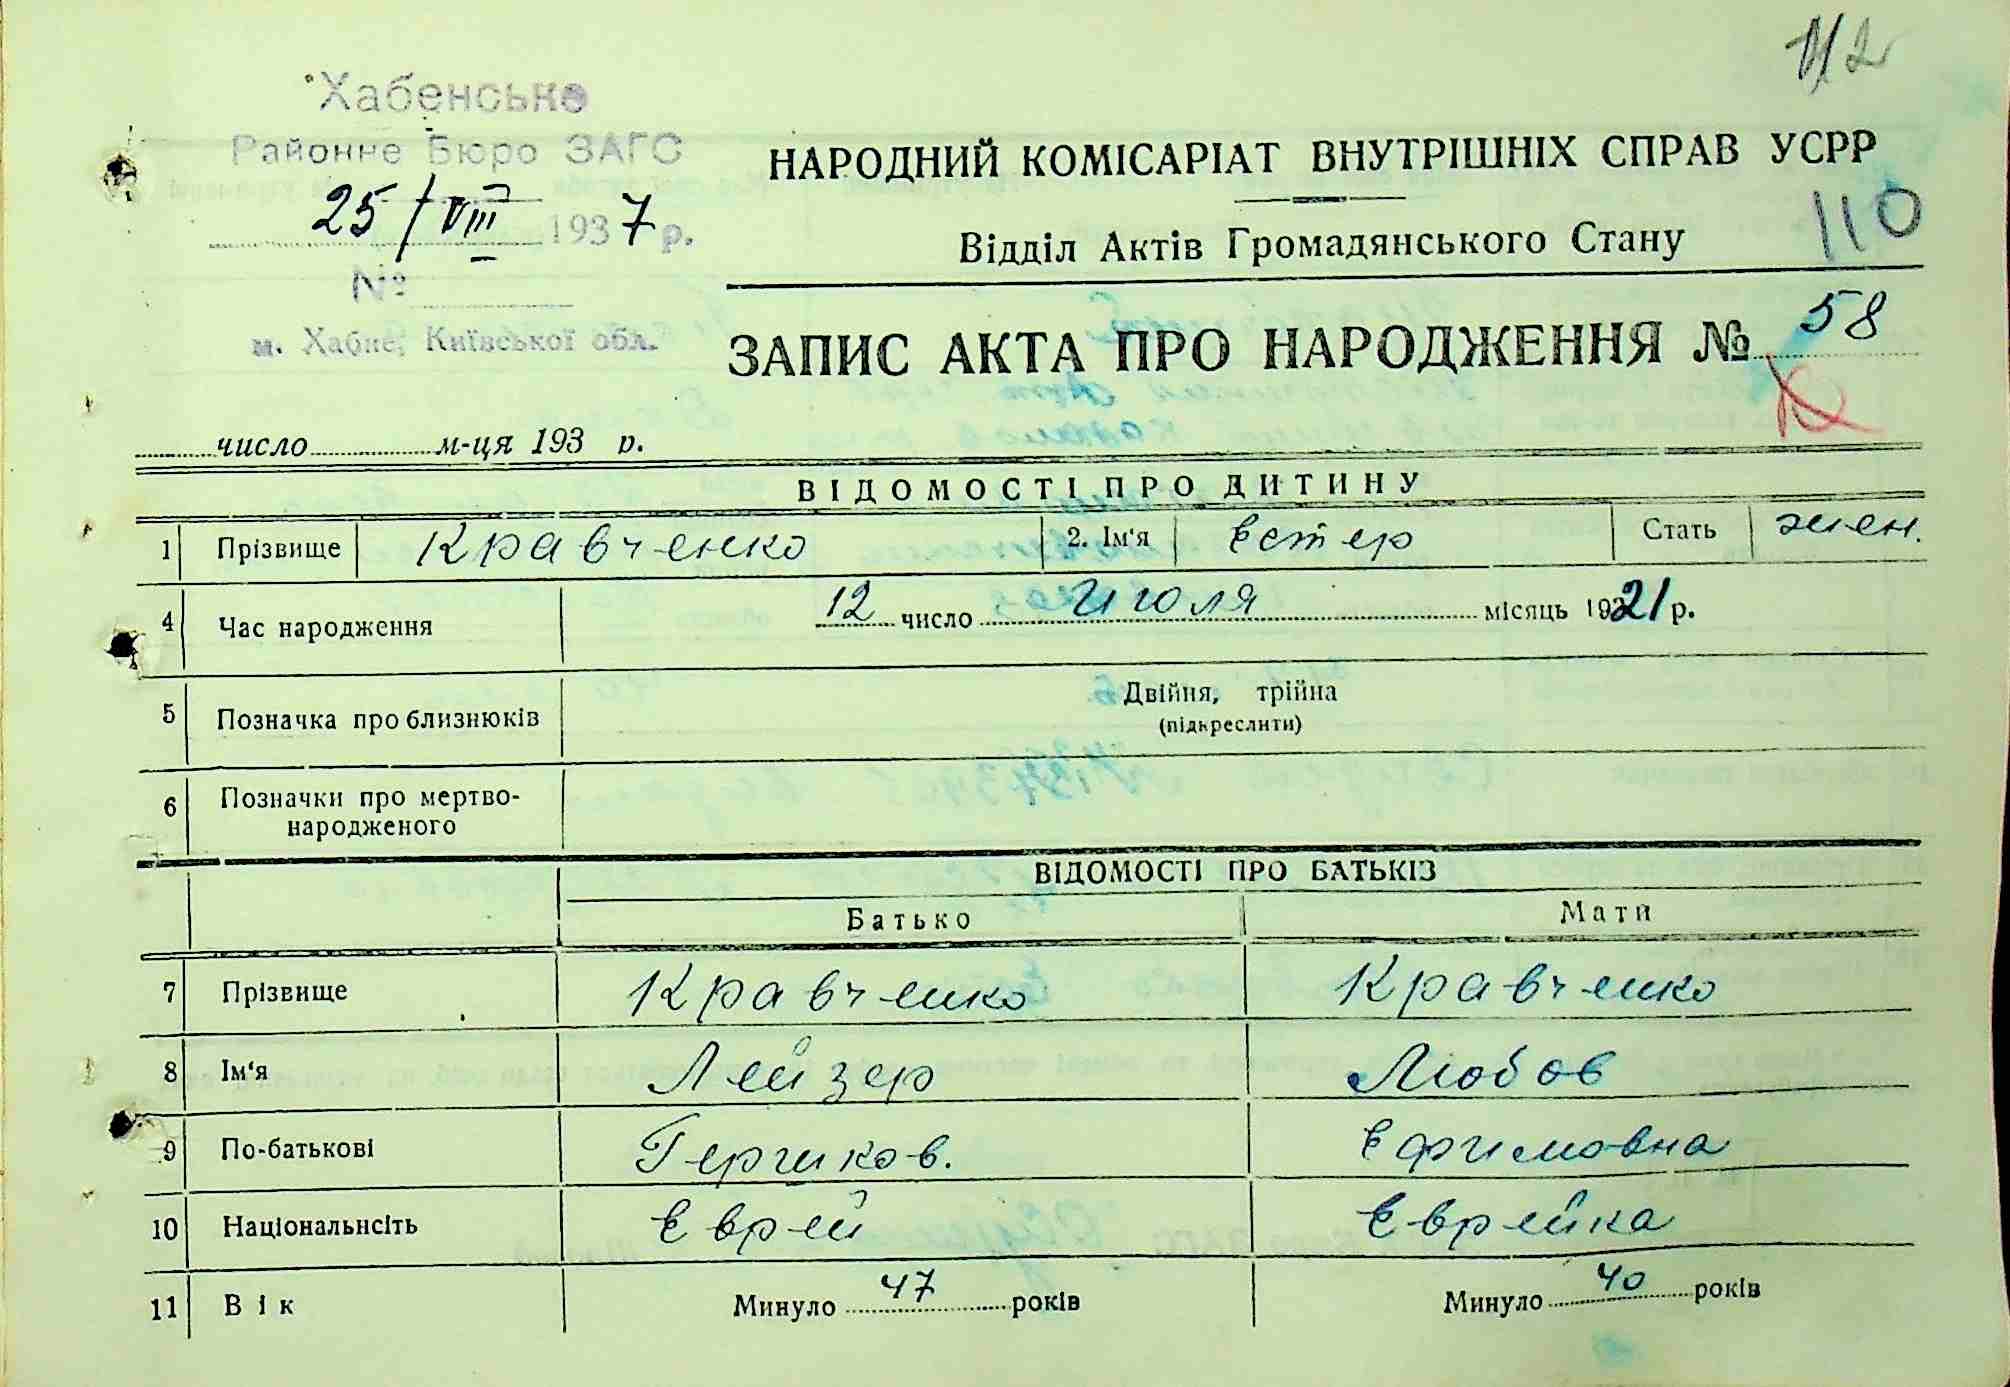 112
Хабенське
Районне Бюро ЗАГС
25/VIII 1937 р.
№
м. Хабне, Київської обл.
НАРОДНИЙ КОМІСАРІАТ ВНУТРІШНІХ СПРАВ УСРР
Відділ Актів Громадянського Стану
110
ЗАПИС АКТА ПРО НАРОДЖЕННЯ № 58
число м-ця 193 р.
ВІДОМОСТІ ПРО ДИТИНУ
1 Прізвище Кравченко 2. Ім'я Естер Стать жен.
4 Час народження 12 число Июля місяць 1921 р.
5 Позначка про близнюків Двійня, трійна
(підкреслити)
6 Позначки про мертво-
народженого
ВІДОМОСТІ ПРО БАТЬКІВ
Батько Мати
7 Прізвище Кравченко Кравченко
8 Ім'я Лейзер Любов
9 По-батькові Гершков. Ефимовна
10 Національнсіть Еврей Еврейка
11 Вік Минуло 47 років Минуло 40 років